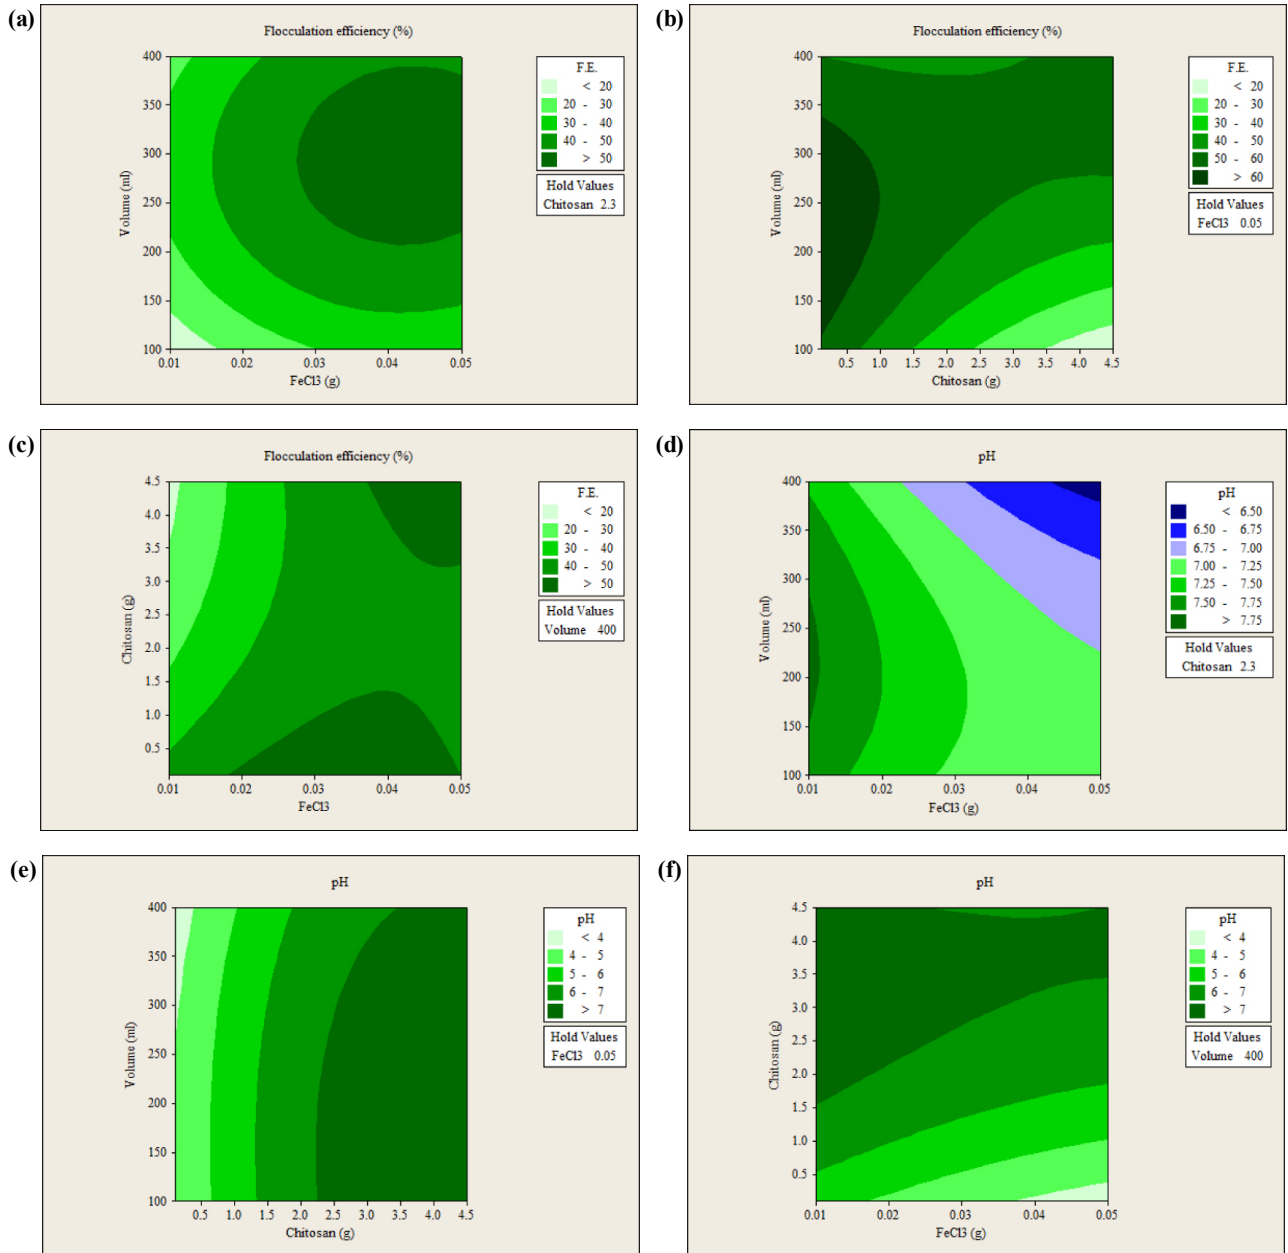 (a)
Flocculation efficiency (%)
400
350
300
250
200
150
100
Volume (ml)
0.01 0.02 0.03 0.04 0.05
FeCl3 (g)
F.E.
< 20
20 - 30
30 - 40
40 - 50
> 50
Hold Values
Chitosan 2.3
(b)
Flocculation efficiency (%)
400
350
300
250
200
150
100
Volume (ml)
0.5 1.0 1.5 2.0 2.5 3.0 3.5 4.0 4.5
Chitosan (g)
F.E.
< 20
20 - 30
30 - 40
40 - 50
50 - 60
> 60
Hold Values
FeCl3 0.05
(c)
Flocculation efficiency (%)
4.5
4.0
3.5
3.0
2.5
2.0
1.5
1.0
0.5
Chitosan (g)
0.01 0.02 0.03 0.04 0.05
FeCl3
F.E.
< 20
20 - 30
30 - 40
40 - 50
> 50
Hold Values
Volume 400
(d)
pH
400
350
300
250
200
150
100
Volume (ml)
0.01 0.02 0.03 0.04 0.05
FeCl3 (g)
pH
< 6.50
6.50 - 6.75
6.75 - 7.00
7.00 - 7.25
7.25 - 7.50
7.50 - 7.75
> 7.75
Hold Values
Chitosan 2.3
(e)
pH
400
350
300
250
200
150
100
Volume (ml)
0.5 1.0 1.5 2.0 2.5 3.0 3.5 4.0 4.5
Chitosan (g)
pH
< 4
4 - 5
5 - 6
6 - 7
> 7
Hold Values
FeCl3 0.05
(f)
pH
4.5
4.0
3.5
3.0
2.5
2.0
1.5
1.0
0.5
Chitosan (g)
0.01 0.02 0.03 0.04 0.05
FeCl3 (g)
pH
< 4
4 - 5
5 - 6
6 - 7
> 7
Hold Values
Volume 400